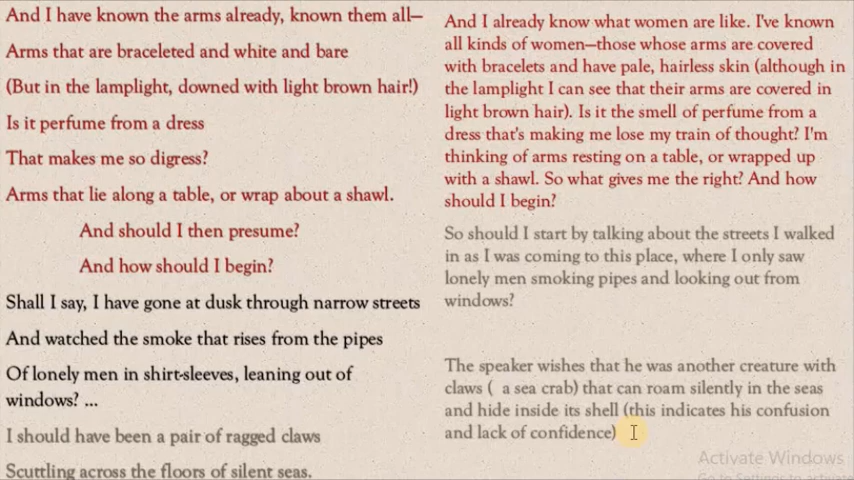 And I have known the arms already, known them all—
Arms that are braceleted and white and bare
(But in the lamplight, downed with light brown hair!)
Is it perfume from a dress
That makes me so digress?
Arms that lie along a table, or wrap about a shawl.
And should I then presume?
And how should I begin?
Shall I say, I have gone at dusk through narrow streets
And watched the smoke that rises from the pipes
Of lonely men in shirt-sleeves, leaning out of
windows? ...
I should have been a pair of ragged claws
Scuttling across the floors of silent seas.
And I already know what women are like. I've known
all kinds of women—those whose arms are covered
with bracelets and have pale, hairless skin (although in
the lamplight I can see that their arms are covered in
light brown hair). Is it the smell of perfume from a
dress that's making me lose my train of thought? I'm
thinking of arms resting on a table, or wrapped up
with a shawl. So what gives me the right? And how
should I begin?
So should I start by talking about the streets I walked
in as I was coming to this place, where I only saw
lonely men smoking pipes and looking out from
windows?
The speaker wishes that he was another creature with
claws (  a sea crab) that can roam silently in the seas
and hide inside its shell (this indicates his confusion
and lack of confidence)
Activate Windows
Go to Settings to activate